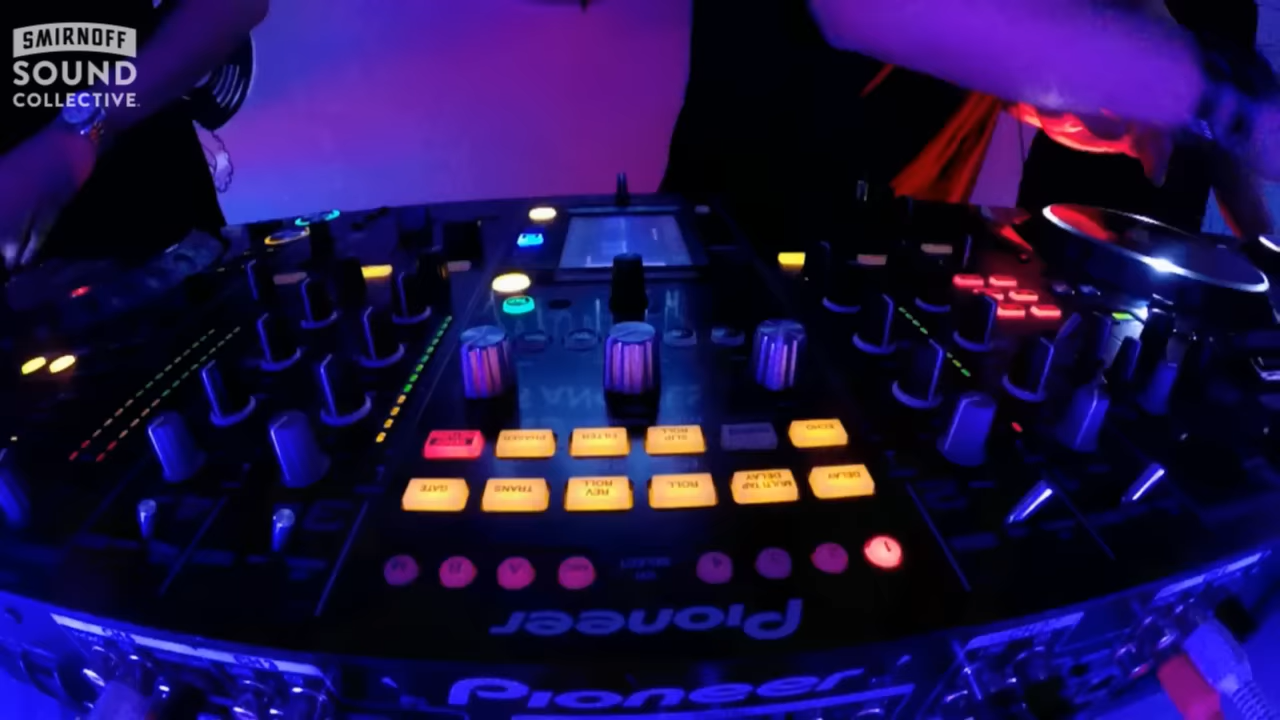 SMIRNOFF
SOUND
COLLECTIVE
PHASER FILTER SLIP ROLL ECHO
GATE TRANS REV ROLL ROLL MULTI TAP DELAY DELAY
Pioneer
Pioneer